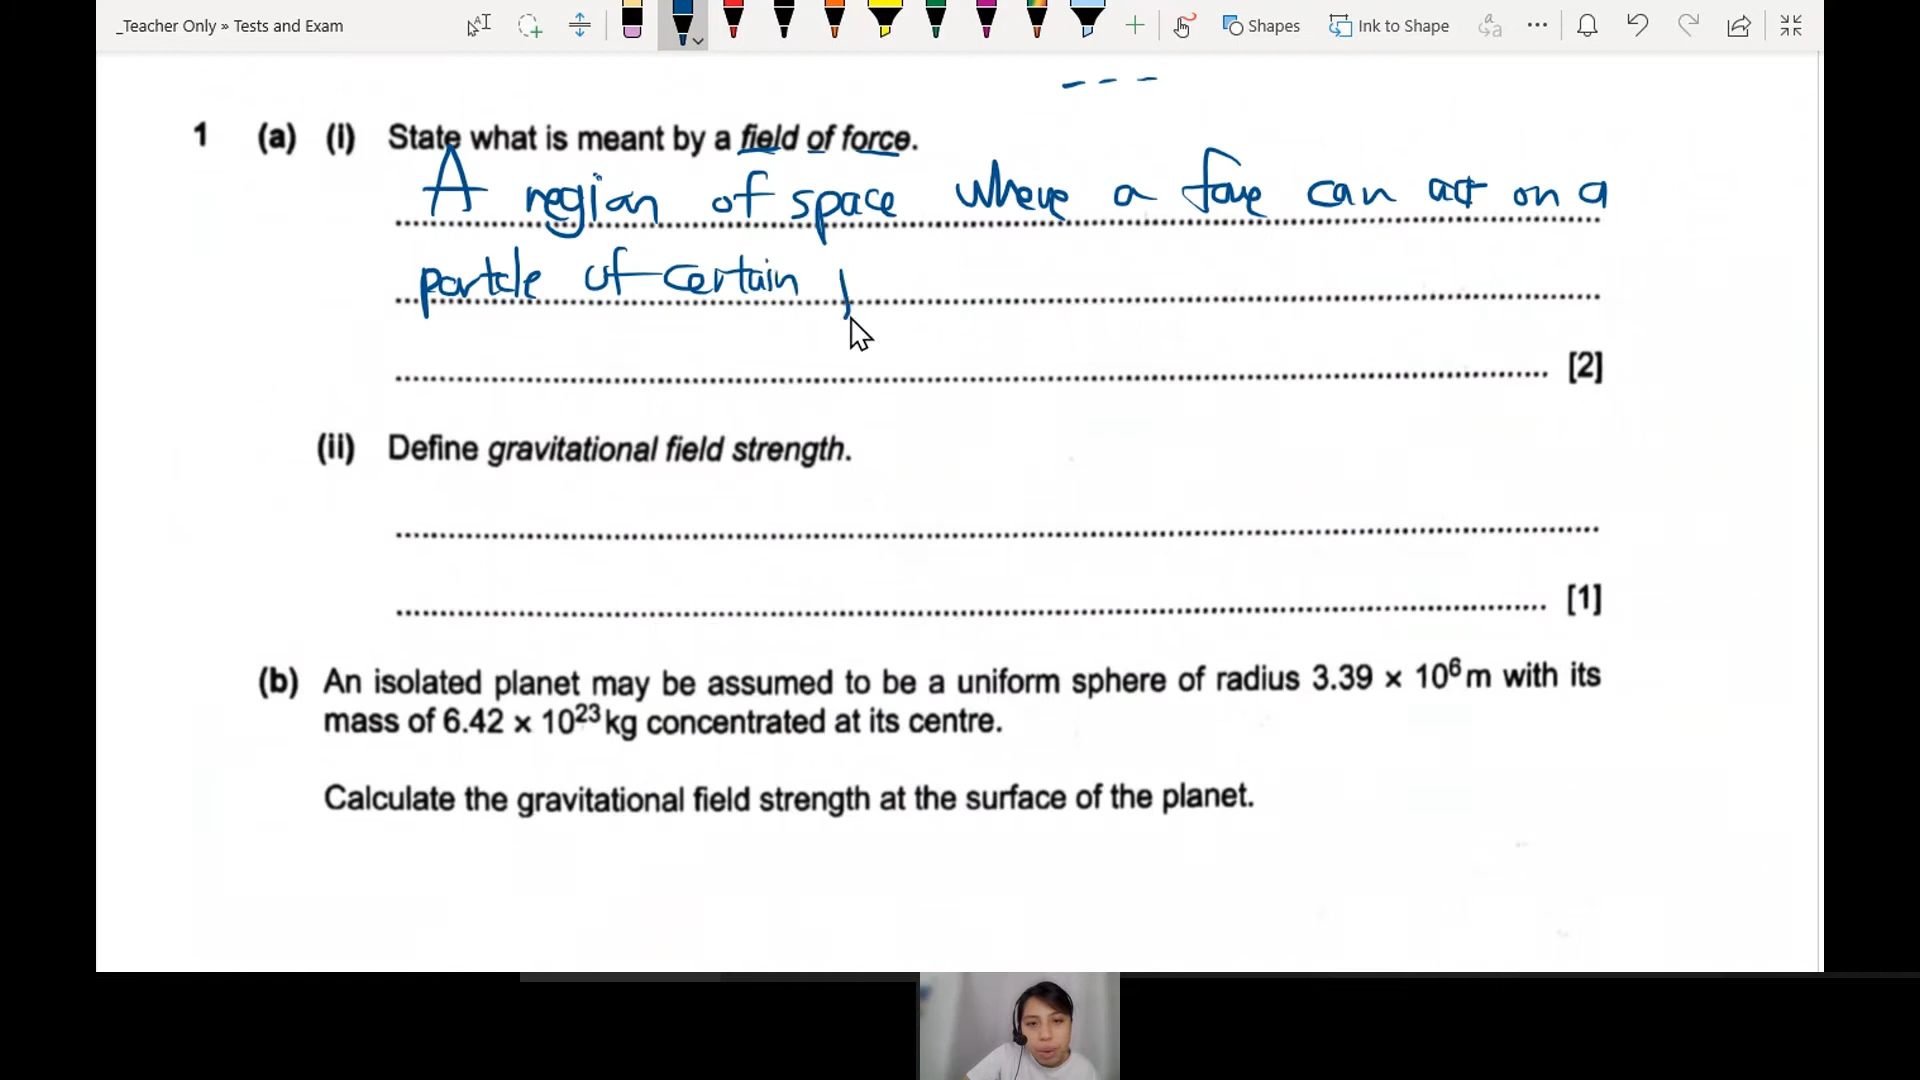 _Teacher Only » Tests and Exam
Shapes
Ink to Shape
1 (a) (i) State what is meant by a field of force.
A region of space where a force can act on a
particle of certain
[2]
(ii) Define gravitational field strength.
[1]
(b) An isolated planet may be assumed to be a uniform sphere of radius 3.39 × 10⁶ m with its
mass of 6.42 × 10²³ kg concentrated at its centre.
Calculate the gravitational field strength at the surface of the planet.